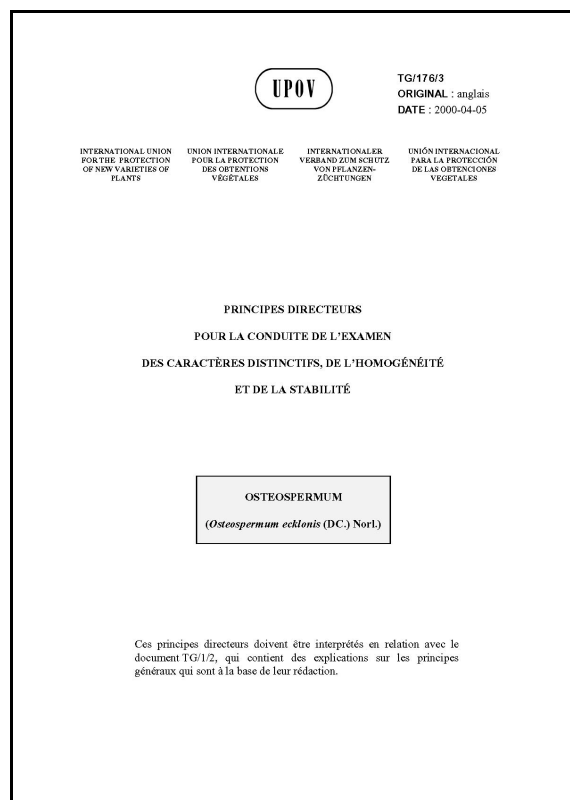 UPOV
TG/176/3
ORIGINAL : anglais
DATE : 2000-04-05
INTERNATIONAL UNION
FOR THE PROTECTION
OF NEW VARIETIES OF
PLANTS
UNION INTERNATIONALE
POUR LA PROTECTION
DES OBTENTIONS
VÉGÉTALES
INTERNATIONALER
VERBAND ZUM SCHUTZ
VON PFLANZEN-
ZÜCHTUNGEN
UNIÓN INTERNACIONAL
PARA LA PROTECCIÓN
DE LAS OBTENCIONES
VEGETALES
PRINCIPES DIRECTEURS
POUR LA CONDUITE DE L'EXAMEN
DES CARACTÈRES DISTINCTIFS, DE L'HOMOGÉNÉITÉ
ET DE LA STABILITÉ
OSTEOSPERMUM
(Osteospermum ecklonis (DC.) Norl.)
Ces principes directeurs doivent être interprétés en relation avec le
document TG/1/2, qui contient des explications sur les principes
généraux qui sont à la base de leur rédaction.